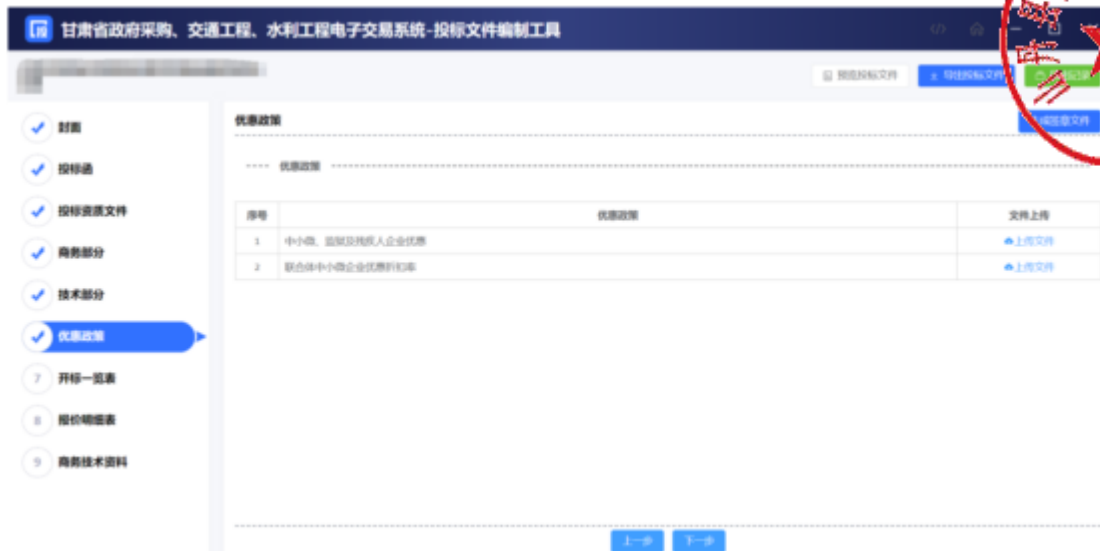 甘肃省政府采购、交通工程、水利工程电子交易系统-投标文件编制工具
预览投标文件 导出投标文件
封面
投标函
投标资质文件
商务部分
技术部分
优惠政策
7 开标一览表
8 报价明细表
9 商务技术资料
优惠政策
优惠政策
序号 优惠政策 文件上传
1 中小微、监狱及残疾人企业优惠 上传文件
2 联合体中小微企业优惠折扣率 上传文件
上一步 下一步